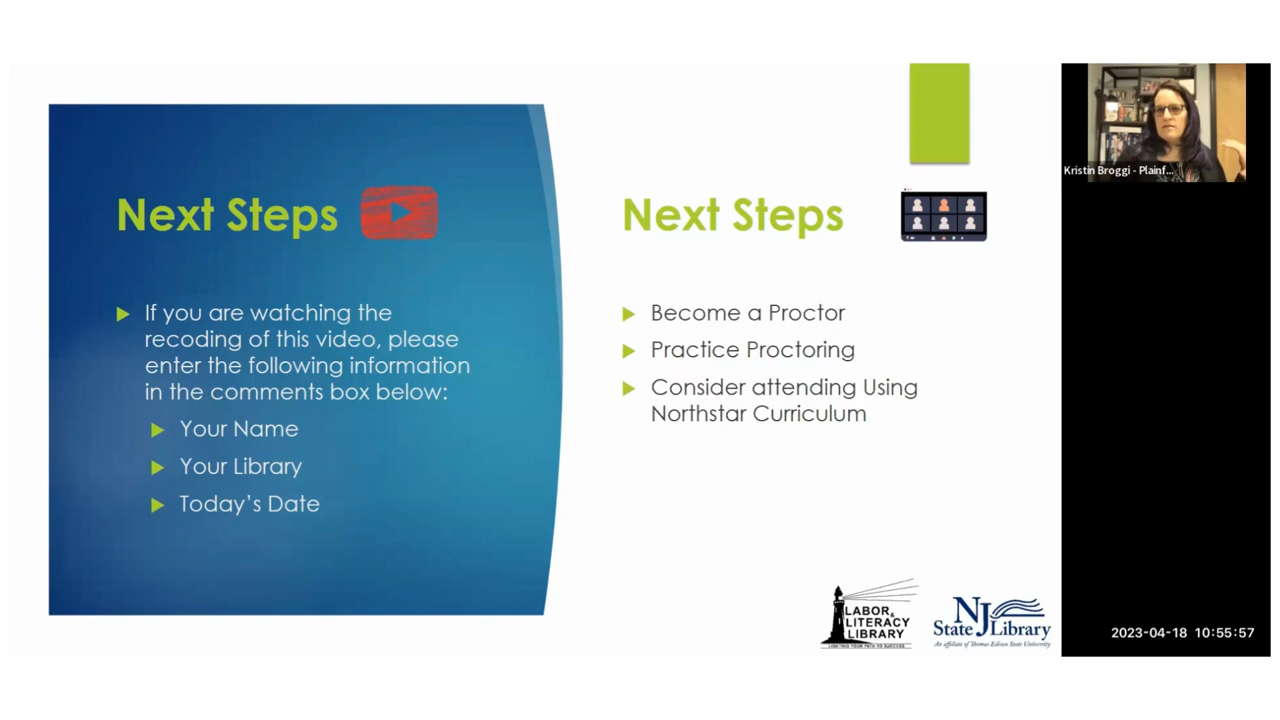 Next Steps
If you are watching the
recoding of this video, please
enter the following information
in the comments box below:
Your Name
Your Library
Today's Date
Next Steps
Become a Proctor
Practice Proctoring
Consider attending Using
Northstar Curriculum
LABOR &
LITERACY
LIBRARY
LIGHTING YOUR PATH TO SUCCESS
NJ
State Library
An affiliate of Thomas Edison State University
Kristin Broggi - Plainf...
2023-04-18 10:55:57